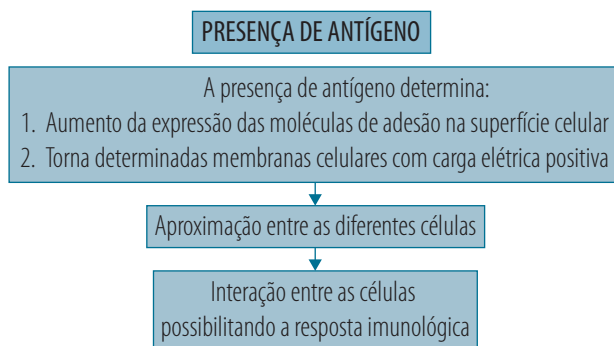 PRESENÇA DE ANTÍGENO
A presença de antígeno determina:
1. Aumento da expressão das moléculas de adesão na superfície celular
2. Torna determinadas membranas celulares com carga elétrica positiva
Aproximação entre as diferentes células
Interação entre as células
possibilitando a resposta imunológica